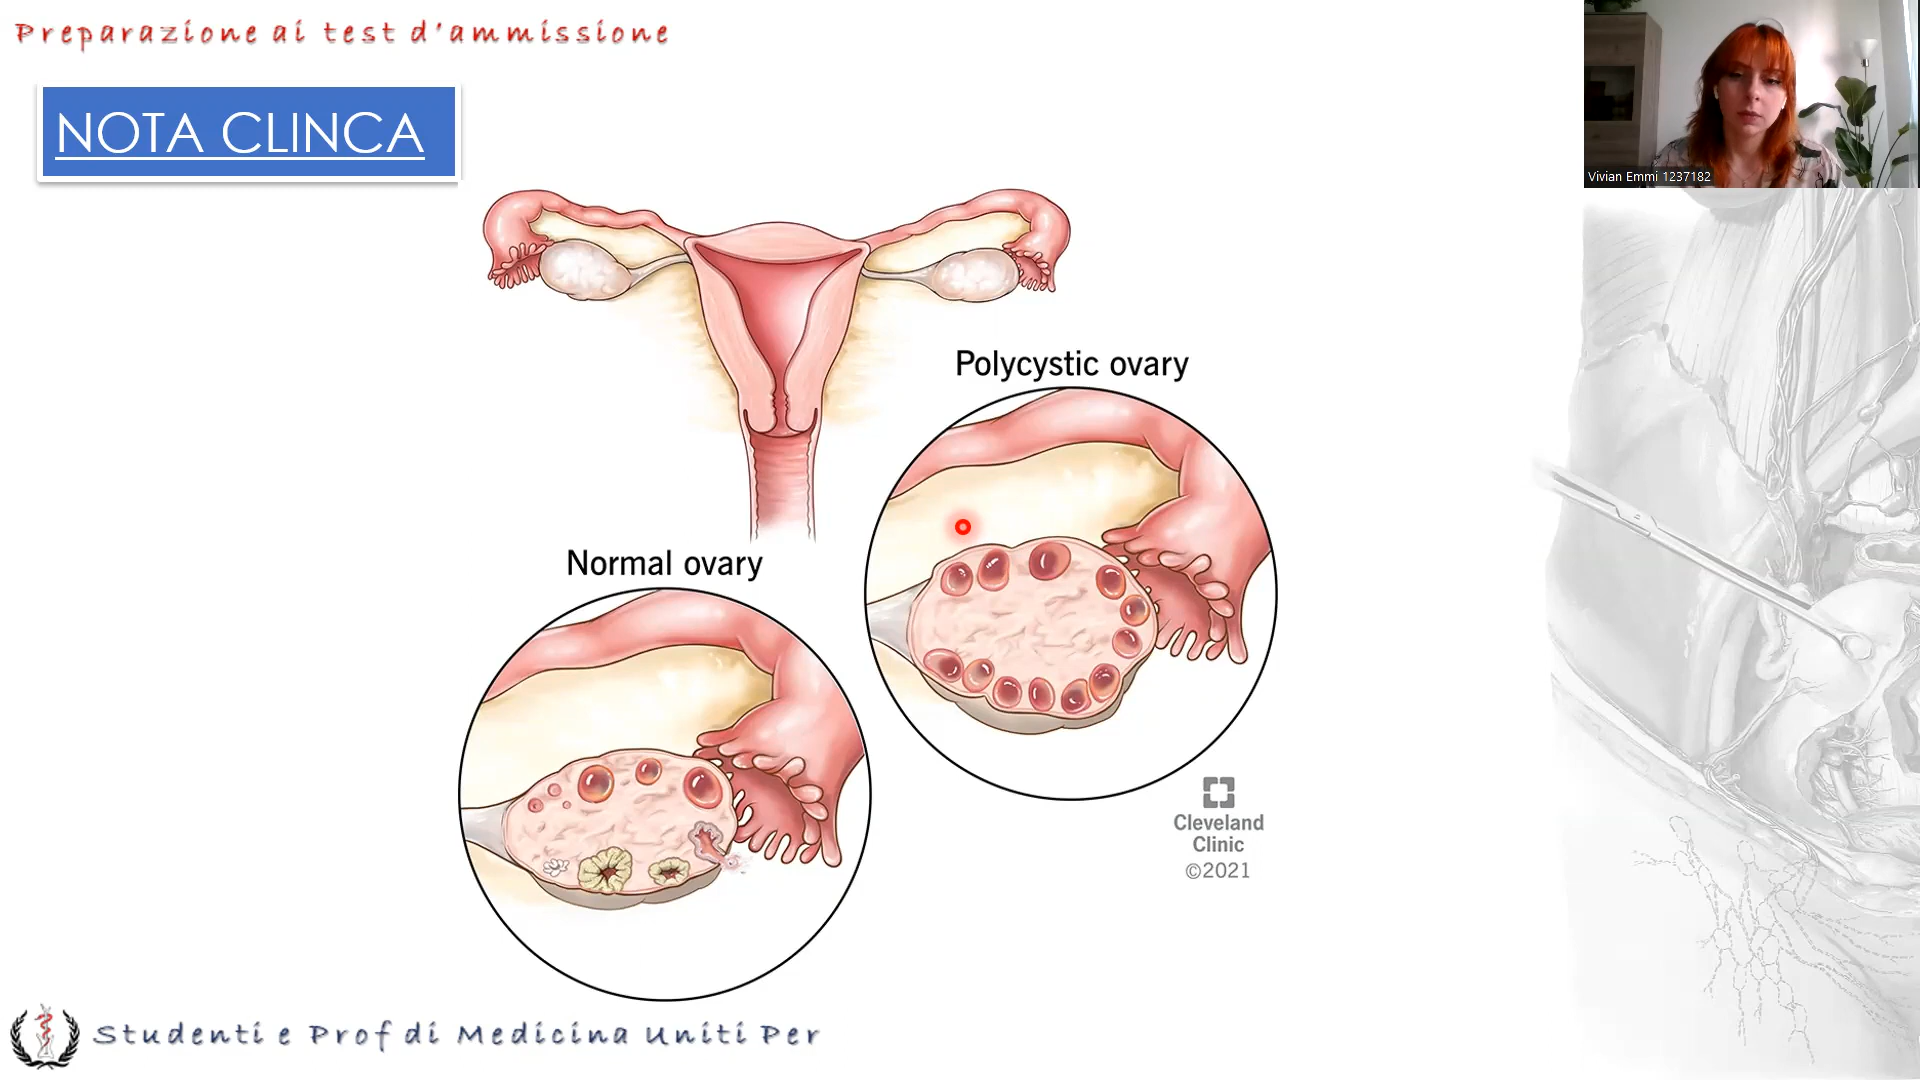 Preparazione ai test d'ammissione
NOTA CLINCA
Vivian Emmi 1237182
Polycystic ovary
Normal ovary
Cleveland
Clinic
©2021
Studenti e Prof di Medicina Uniti Per